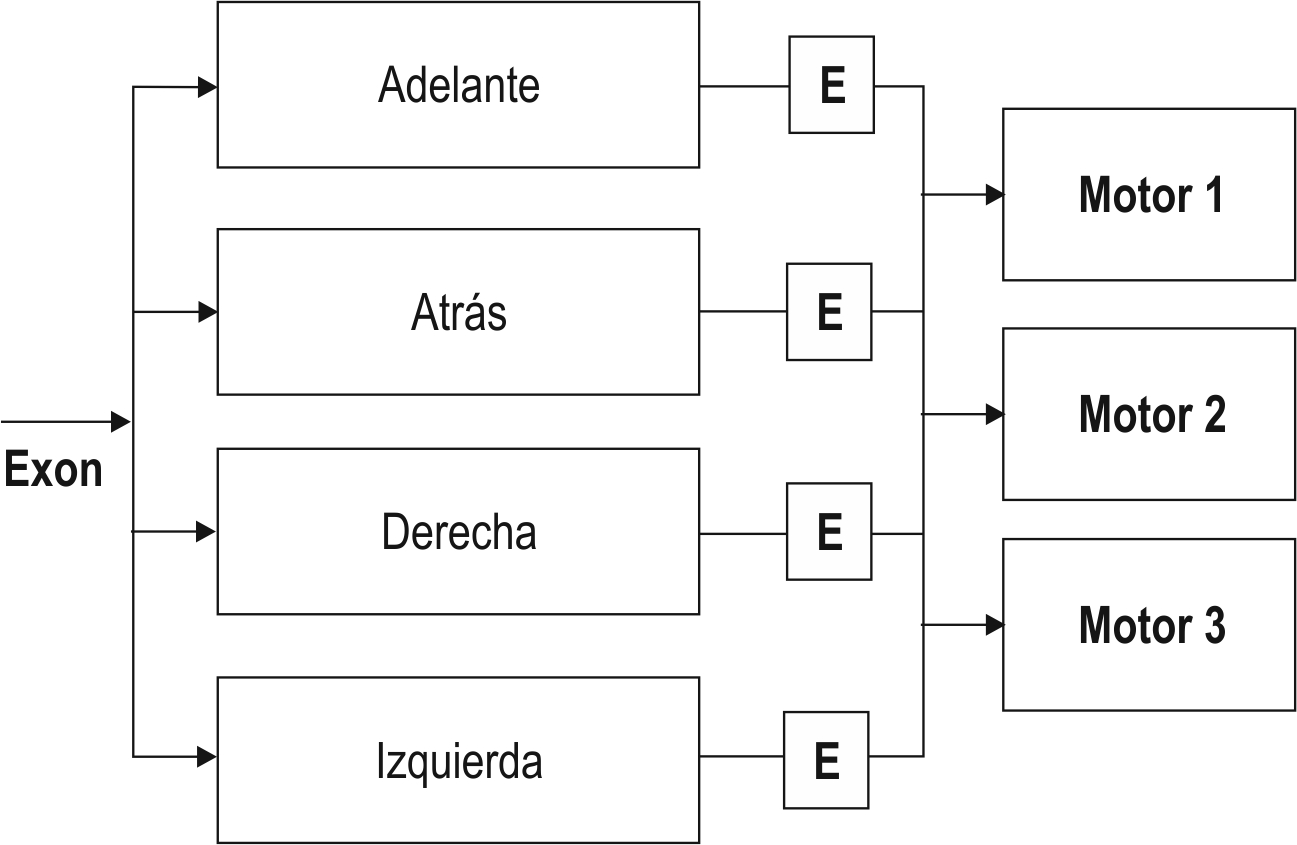 Adelante
E
Motor 1
Atrás
E
Motor 2
Exon
Derecha
E
Motor 3
Izquierda
E